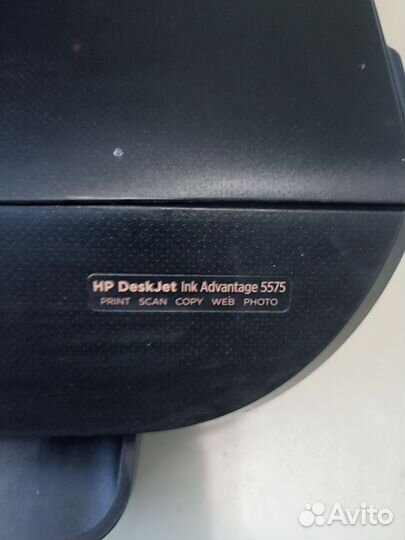 HP DeskJet Ink Advantage 5575
PRINT SCAN COPY WEB PHOTO
Avito